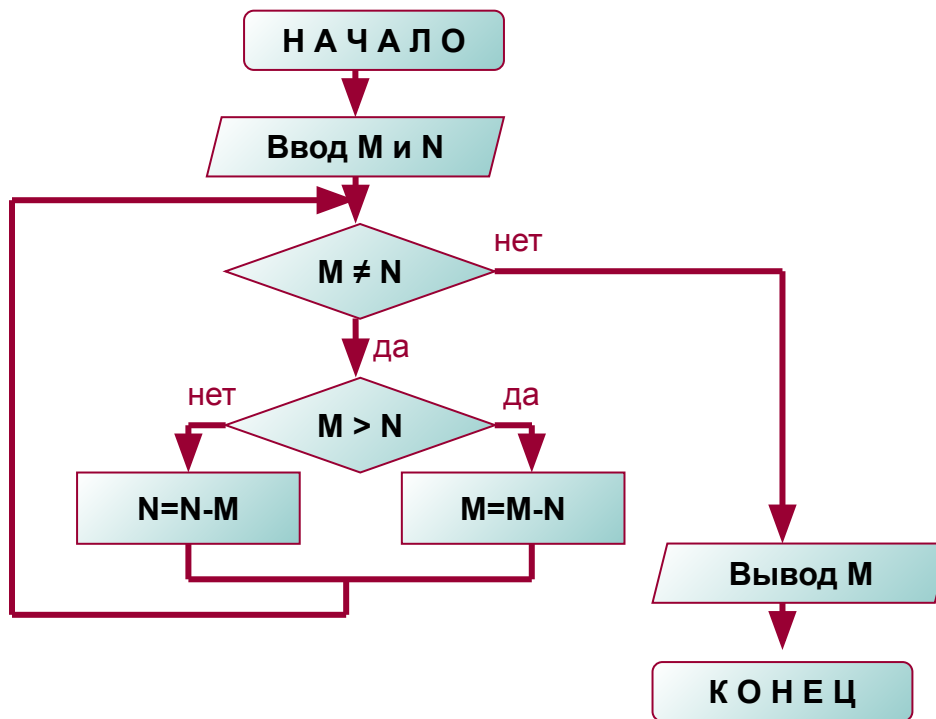 Н А Ч А Л О
Ввод M и N
M ≠ N
нет
да
нет
M > N
да
N=N-M
M=M-N
Вывод M
К О Н Е Ц